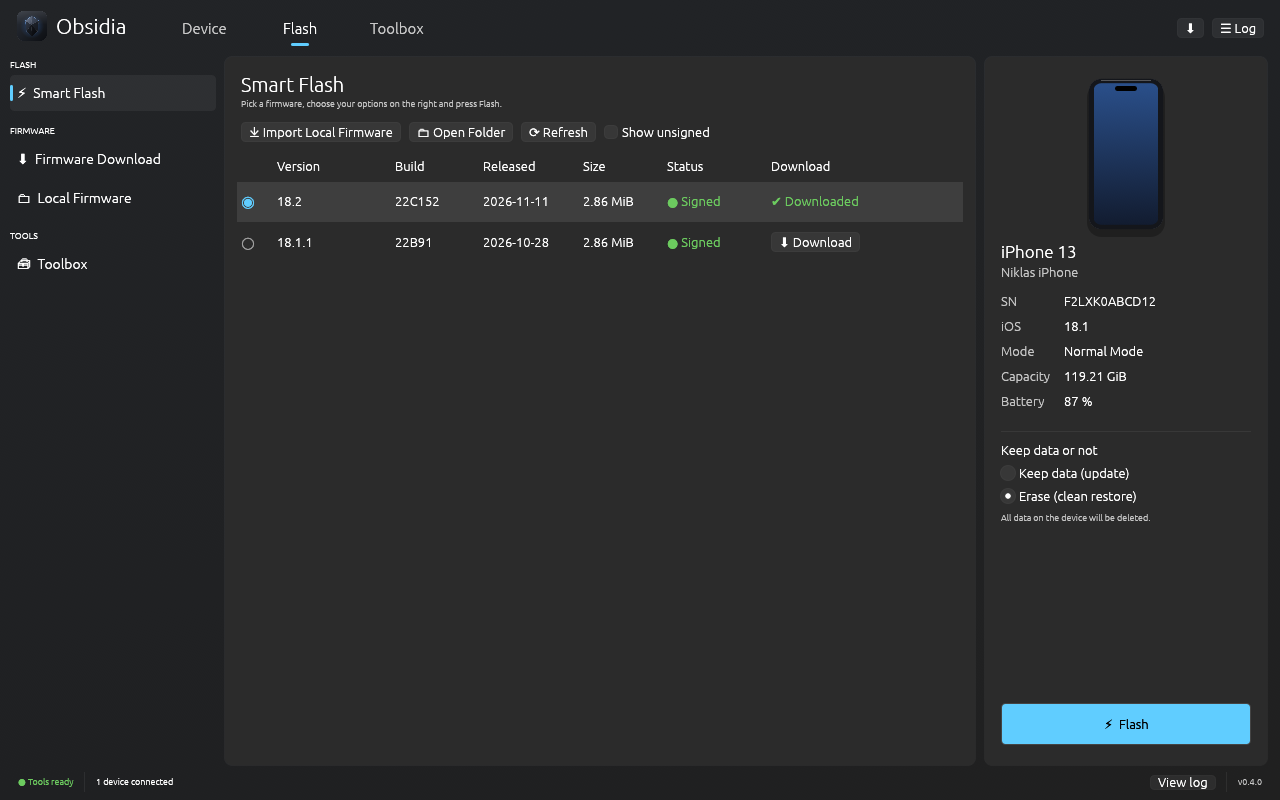 Obsidia
Device
Flash
Toolbox
Log
FLASH
Smart Flash
FIRMWARE
Firmware Download
Local Firmware
TOOLS
Toolbox
Smart Flash
Pick a firmware, choose your options on the right and press Flash.
Import Local Firmware Open Folder Refresh Show unsigned
Version Build Released Size Status Download
18.2 22C152 2026-11-11 2.86 MiB Signed ✔ Downloaded
18.1.1 22B91 2026-10-28 2.86 MiB Signed Download
iPhone 13
Niklas iPhone
SN F2LXK0ABCD12
iOS 18.1
Mode Normal Mode
Capacity 119.21 GiB
Battery 87 %
Keep data or not
Keep data (update)
Erase (clean restore)
All data on the device will be deleted.
Flash
Tools ready
1 device connected
View log
v0.4.0